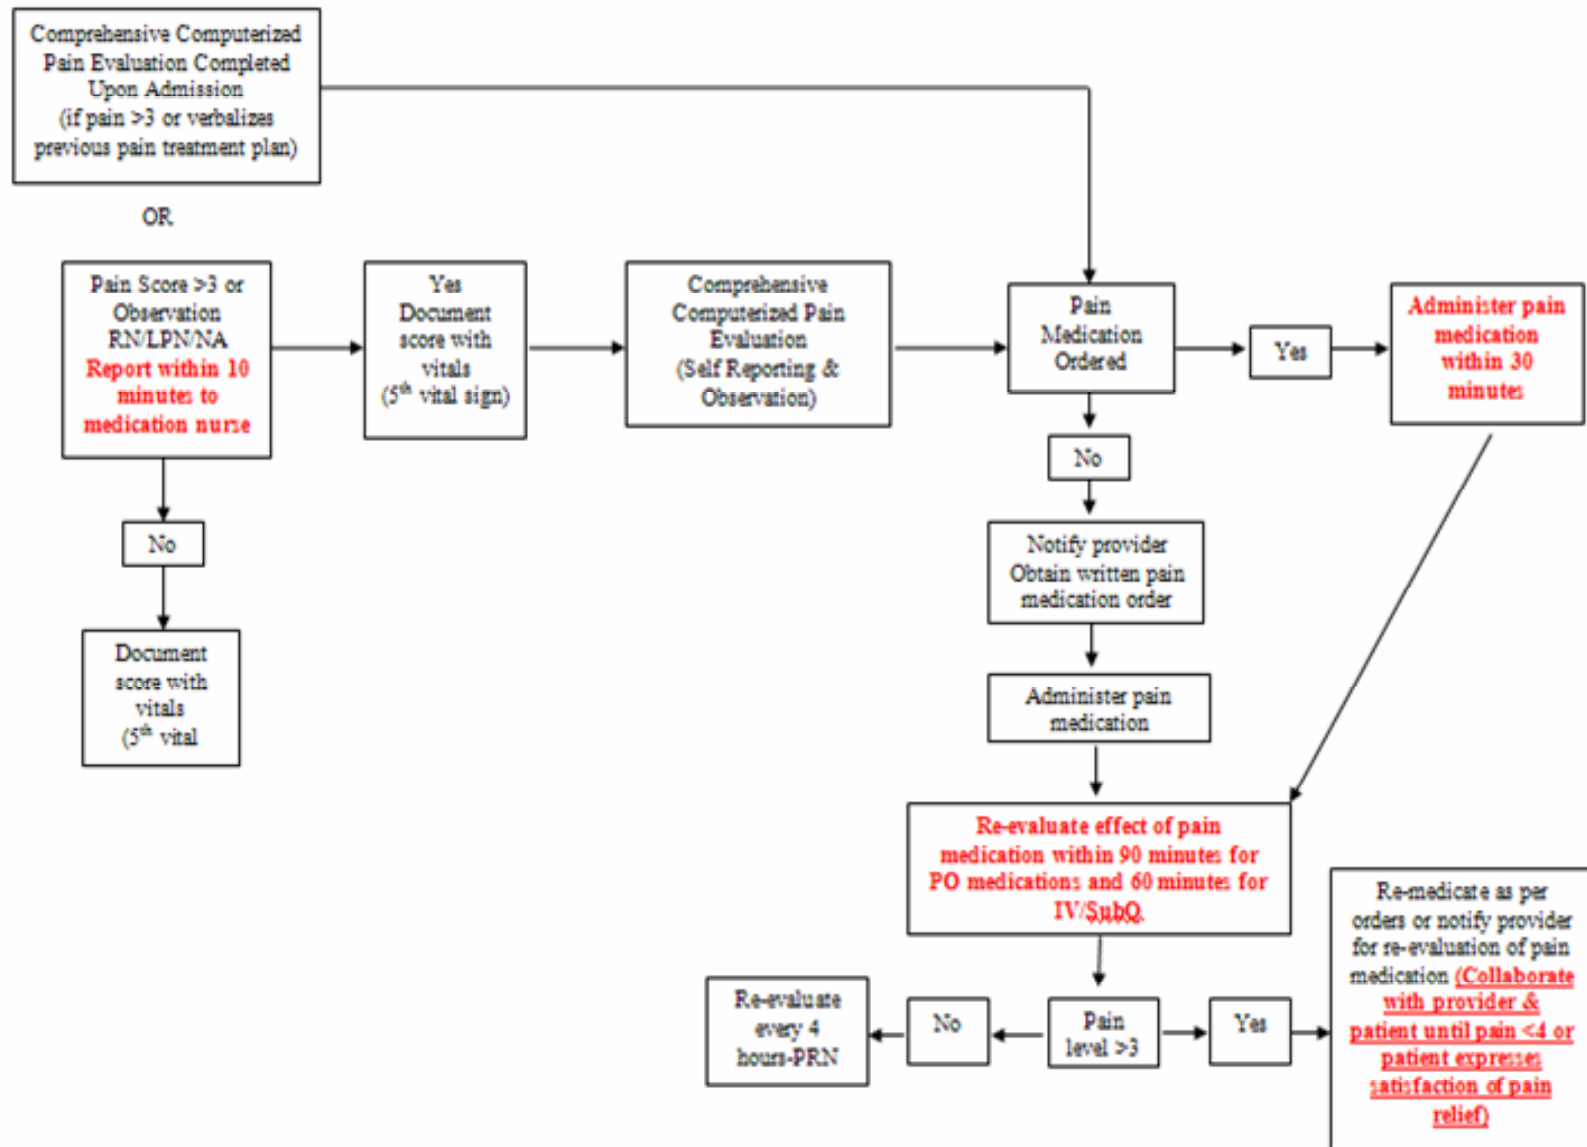 Comprehensive Computerized
Pain Evaluation Completed
Upon Admission
(if pain >3 or verbalizes
previous pain treatment plan)
OR
Pain Score >3 or
Observation
RN/LPN/NA
Report within 10
minutes to
medication nurse
Yes
Document
score with
vitals
(5th vital sign)
Comprehensive
Computerized Pain
Evaluation
(Self Reporting &
Observation)
Pain
Medication
Ordered
Yes
Administer pain
medication
within 30
minutes
No
No
Document
score with
vitals
(5th vital
Notify provider
Obtain written pain
medication order
Administer pain
medication
Re-evaluate effect of pain
medication within 90 minutes for
PO medications and 60 minutes for
IV/SubQ.
Re-evaluate
every 4
hours-PRN
No
Pain
level >3
Yes
Re-medicate as per
orders or notify provider
for re-evaluation of pain
medication (Collaborate
with provider &
patient until pain <4 or
patient expresses
satisfaction of pain
relief)